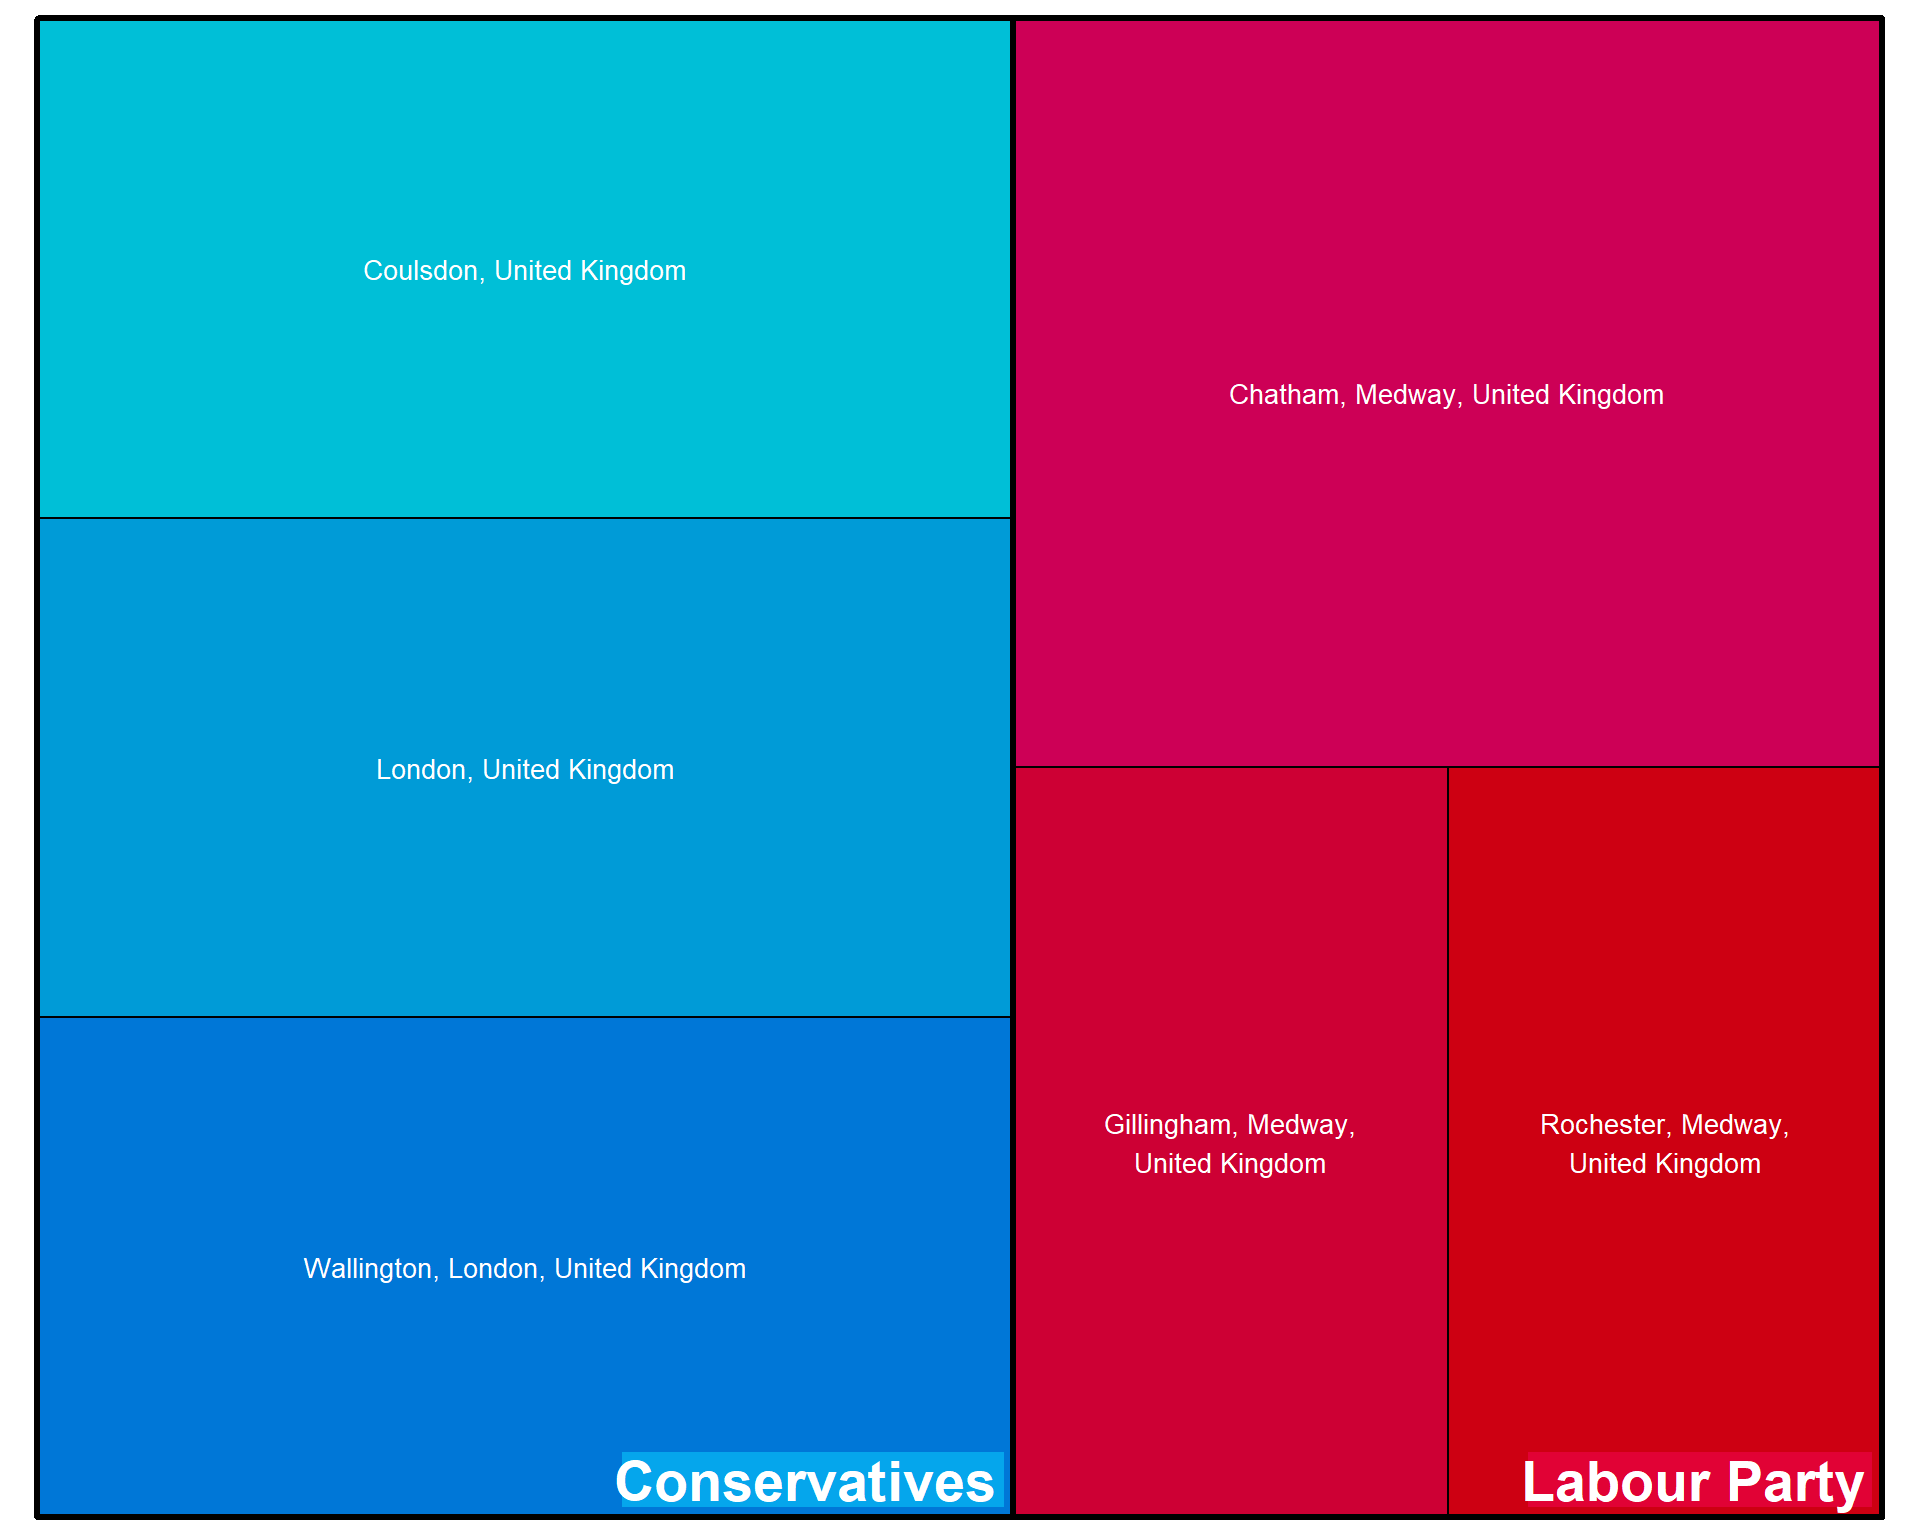 Coulsdon, United Kingdom
London, United Kingdom
Wallington, London, United Kingdom
Conservatives
Chatham, Medway, United Kingdom
Gillingham, Medway,
United Kingdom
Rochester, Medway,
United Kingdom
Labour Party